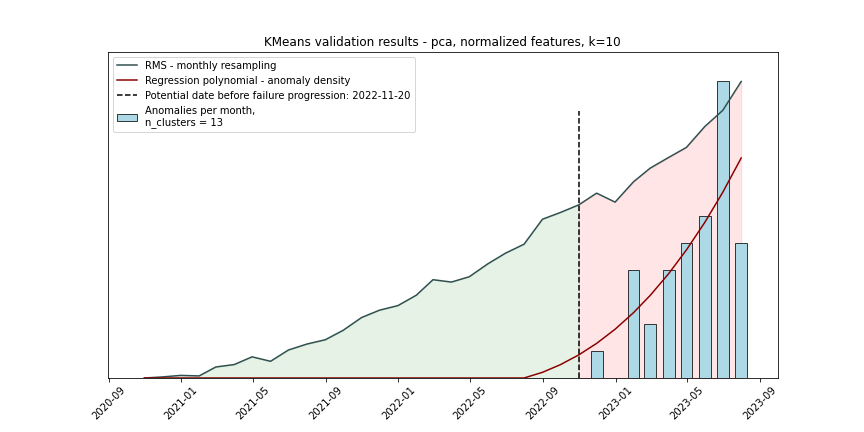 KMeans validation results - pca, normalized features, k=10
RMS - monthly resampling
Regression polynomial - anomaly density
Potential date before failure progression: 2022-11-20
Anomalies per month,
n_clusters = 13
2020-09
2021-01
2021-05
2021-09
2022-01
2022-05
2022-09
2023-01
2023-05
2023-09